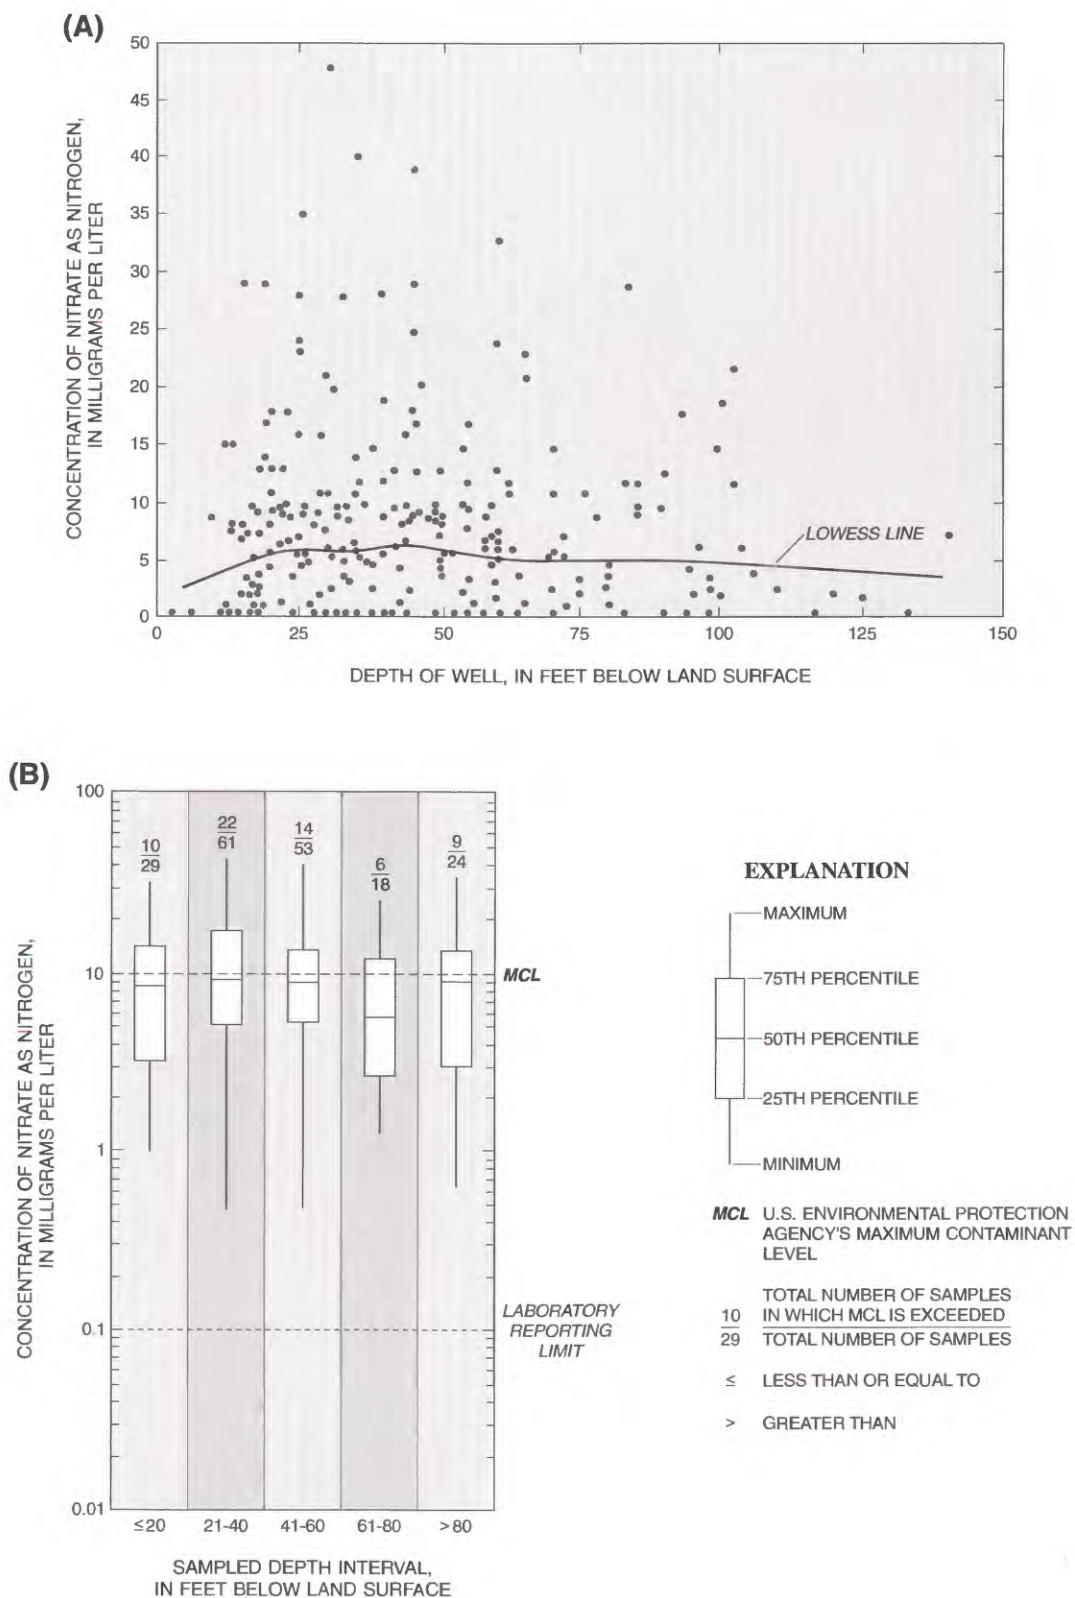 (A)
CONCENTRATION OF NITRATE AS NITROGEN,
IN MILLIGRAMS PER LITER
50
45
40
35
30
25
20
15
10
5
0
LOWESS LINE
0 25 50 75 100 125 150
DEPTH OF WELL, IN FEET BELOW LAND SURFACE
(B)
CONCENTRATION OF NITRATE AS NITROGEN,
IN MILLIGRAMS PER LITER
100
10
1
0.1
0.01
10
29
22
61
14
53
6
18
9
24
MCL
LABORATORY
REPORTING
LIMIT
≤20 21-40 41-60 61-80 >80
SAMPLED DEPTH INTERVAL,
IN FEET BELOW LAND SURFACE
EXPLANATION
MAXIMUM
75TH PERCENTILE
50TH PERCENTILE
25TH PERCENTILE
MINIMUM
MCL U.S. ENVIRONMENTAL PROTECTION
AGENCY'S MAXIMUM CONTAMINANT
LEVEL
TOTAL NUMBER OF SAMPLES
10 IN WHICH MCL IS EXCEEDED
29 TOTAL NUMBER OF SAMPLES
≤ LESS THAN OR EQUAL TO
> GREATER THAN